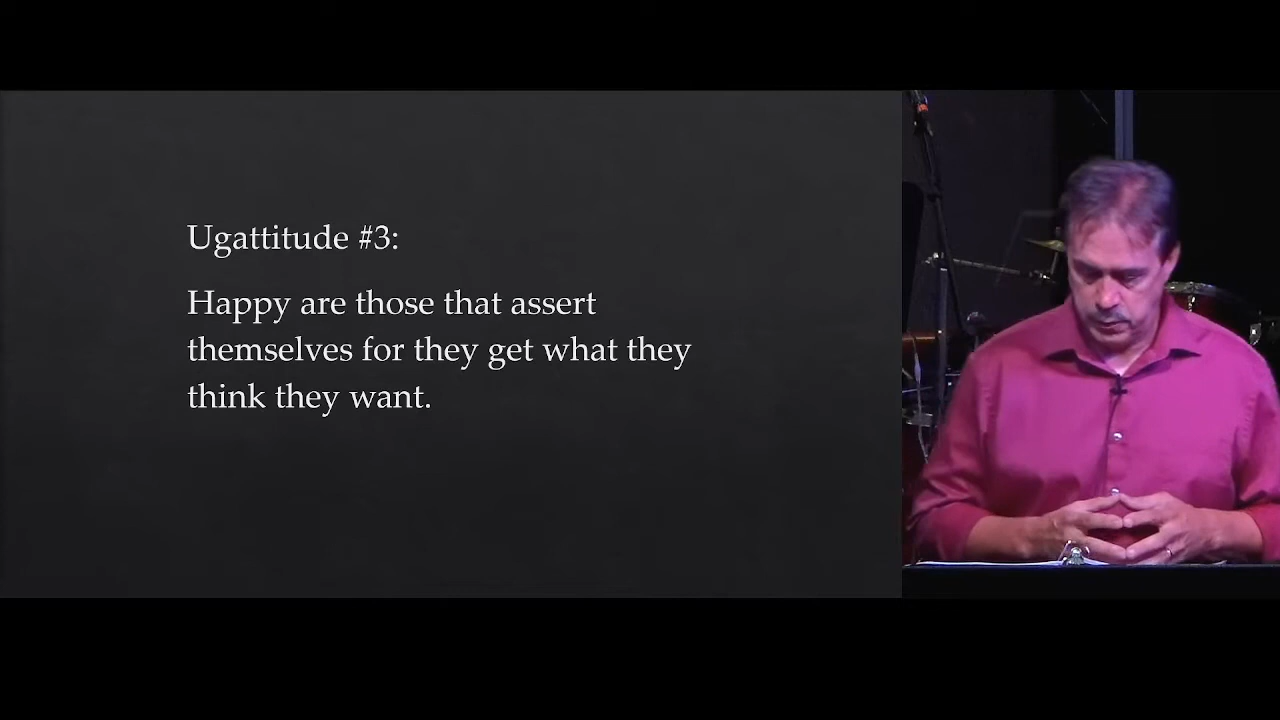 Ugattitude #3:
Happy are those that assert
themselves for they get what they
think they want.